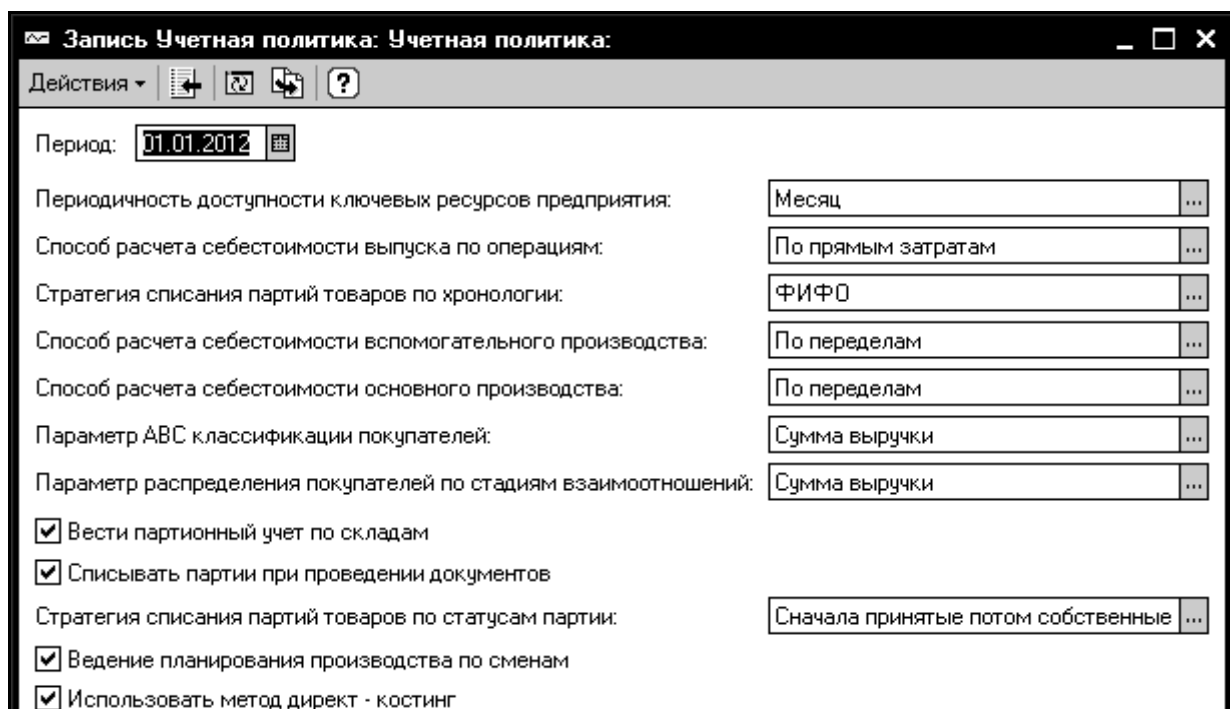 Запись Учетная политика: Учетная политика:
Действия
Период: 01.01.2012
Периодичность доступности ключевых ресурсов предприятия: Месяц ...
Способ расчета себестоимости выпуска по операциям: По прямым затратам ...
Стратегия списания партий товаров по хронологии: ФИФО ...
Способ расчета себестоимости вспомогательного производства: По переделам ...
Способ расчета себестоимости основного производства: По переделам ...
Параметр ABC классификации покупателей: Сумма выручки ...
Параметр распределения покупателей по стадиям взаимоотношений: Сумма выручки ...
Вести партионный учет по складам
Списывать партии при проведении документов
Стратегия списания партий товаров по статусам партии: Сначала принятые потом собственные ...
Ведение планирования производства по сменам
Использовать метод директ - костинг